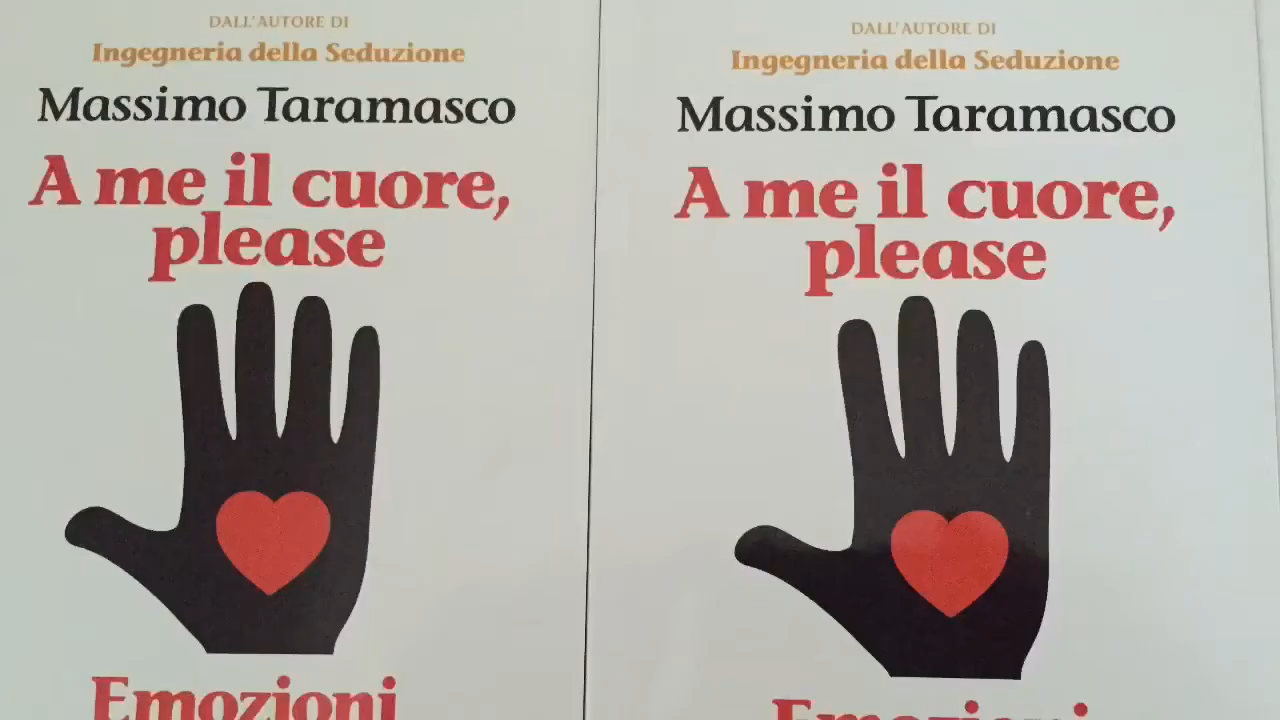 DALL'AUTORE DI
Ingegneria della Seduzione
Massimo Taramasco
A me il cuore,
please
Emozioni
DALL'AUTORE DI
Ingegneria della Seduzione
Massimo Taramasco
A me il cuore,
please
Emozioni